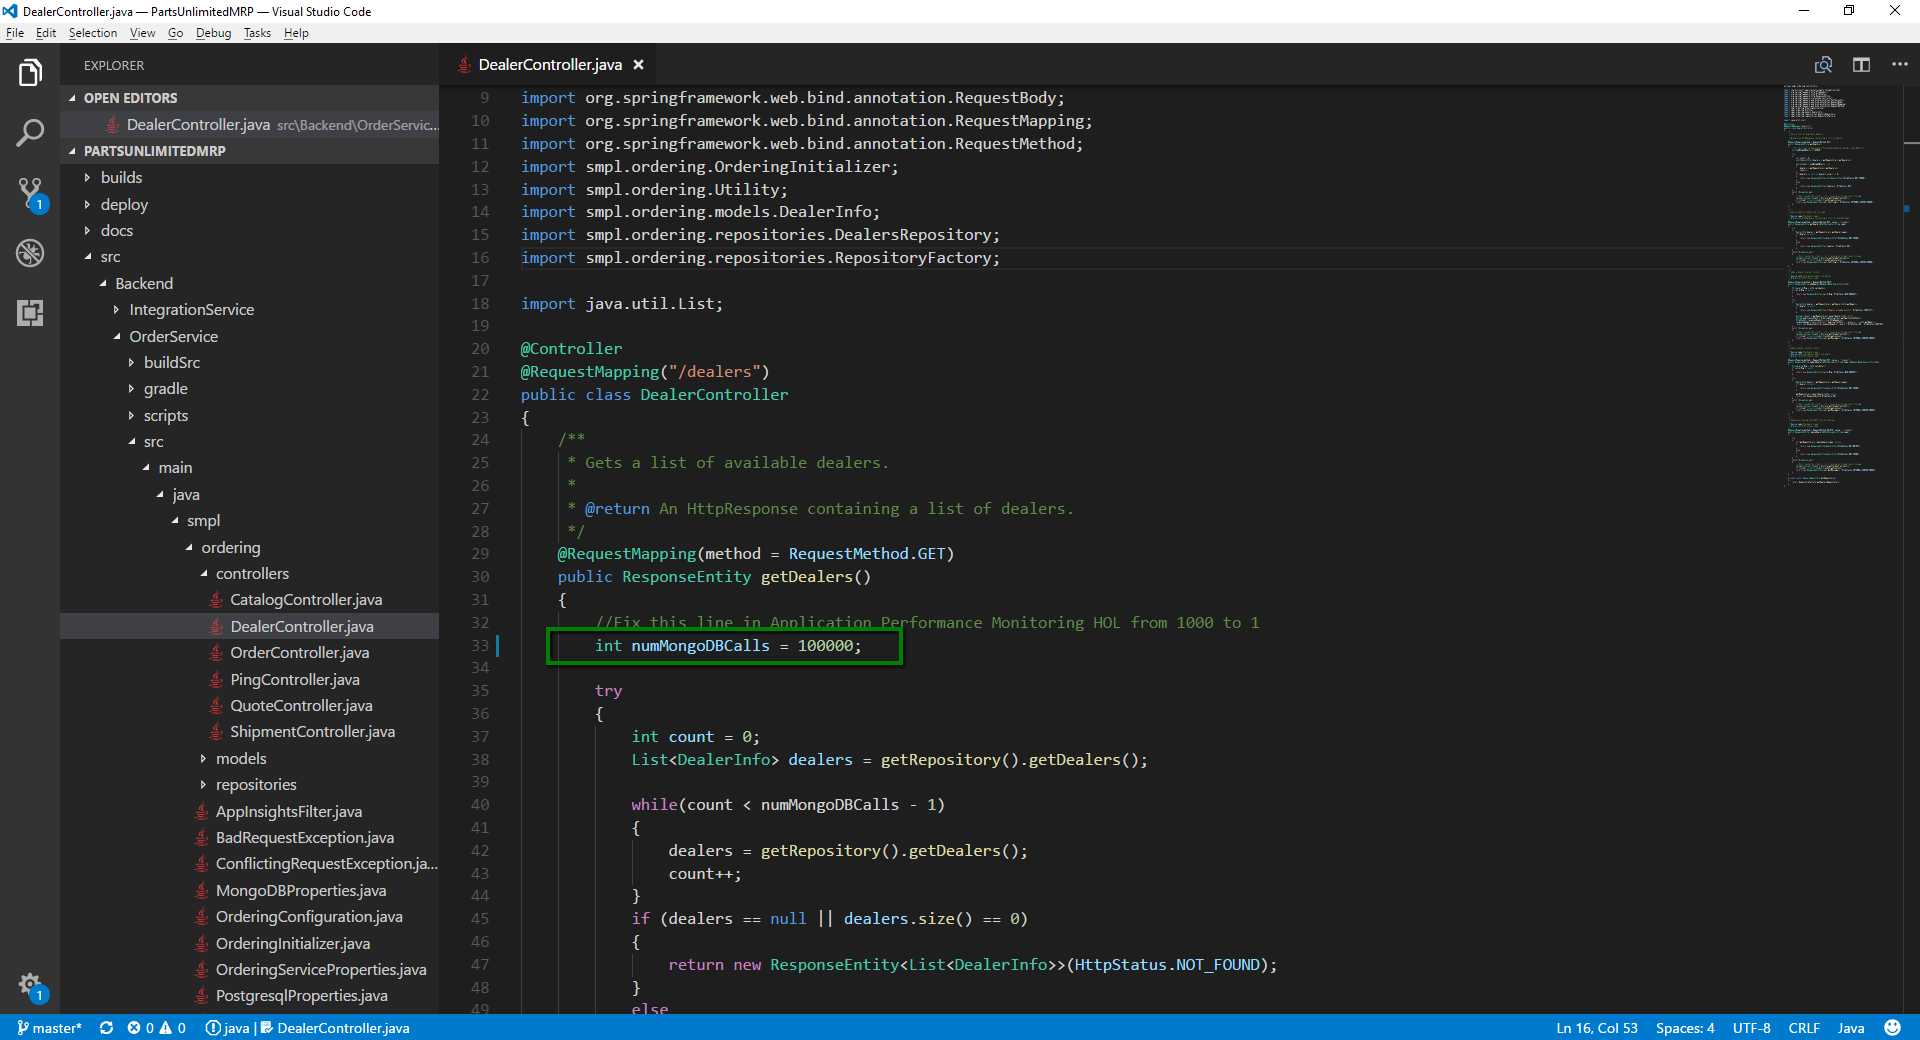 DealerController.java — PartsUnlimitedMRP — Visual Studio Code
File Edit Selection View Go Debug Tasks Help
EXPLORER
OPEN EDITORS
DealerController.java src\Backend\OrderServic...
PARTSUNLIMITEDMRP
builds
deploy
docs
src
Backend
IntegrationService
OrderService
buildSrc
gradle
scripts
src
main
java
smpl
ordering
controllers
CatalogController.java
DealerController.java
OrderController.java
PingController.java
QuoteController.java
ShipmentController.java
models
repositories
AppInsightsFilter.java
BadRequestException.java
ConflictingRequestException.ja...
MongoDBProperties.java
OrderingConfiguration.java
OrderingInitializer.java
OrderingServiceProperties.java
PostgresqlProperties.java
1
1
DealerController.java
9 import org.springframework.web.bind.annotation.RequestBody;
10 import org.springframework.web.bind.annotation.RequestMapping;
11 import org.springframework.web.bind.annotation.RequestMethod;
12 import smpl.ordering.OrderingInitializer;
13 import smpl.ordering.Utility;
14 import smpl.ordering.models.DealerInfo;
15 import smpl.ordering.repositories.DealersRepository;
16 import smpl.ordering.repositories.RepositoryFactory;
17
18 import java.util.List;
19
20 @Controller
21 @RequestMapping("/dealers")
22 public class DealerController
23 {
24 /**
25 * Gets a list of available dealers.
26 *
27 * @return An HttpResponse containing a list of dealers.
28 */
29 @RequestMapping(method = RequestMethod.GET)
30 public ResponseEntity getDealers()
31 {
32 //Fix this line in Application Performance Monitoring HOL from 1000 to 1
33 int numMongoDBCalls = 100000;
34
35 try
36 {
37 int count = 0;
38 List<DealerInfo> dealers = getRepository().getDealers();
39
40 while(count < numMongoDBCalls - 1)
41 {
42 dealers = getRepository().getDealers();
43 count++;
44 }
45 if (dealers == null || dealers.size() == 0)
46 {
47 return new ResponseEntity<List<DealerInfo>>(HttpStatus.NOT_FOUND);
48 }
49 else
master* 0 0 java | DealerController.java Ln 16, Col 53 Spaces: 4 UTF-8 CRLF Java